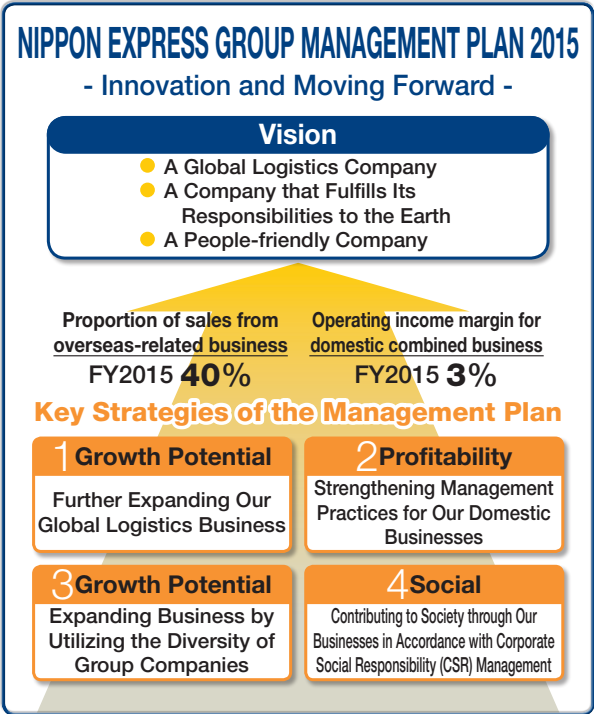 NIPPON EXPRESS GROUP MANAGEMENT PLAN 2015
- Innovation and Moving Forward -
Vision
A Global Logistics Company
A Company that Fulfills Its
Responsibilities to the Earth
A People-friendly Company
Proportion of sales from
overseas-related business
FY2015 40%
Operating income margin for
domestic combined business
FY2015 3%
Key Strategies of the Management Plan
1 Growth Potential
Further Expanding Our
Global Logistics Business
2 Profitability
Strengthening Management
Practices for Our Domestic
Businesses
3 Growth Potential
Expanding Business by
Utilizing the Diversity of
Group Companies
4 Social
Contributing to Society through Our
Businesses in Accordance with Corporate
Social Responsibility (CSR) Management